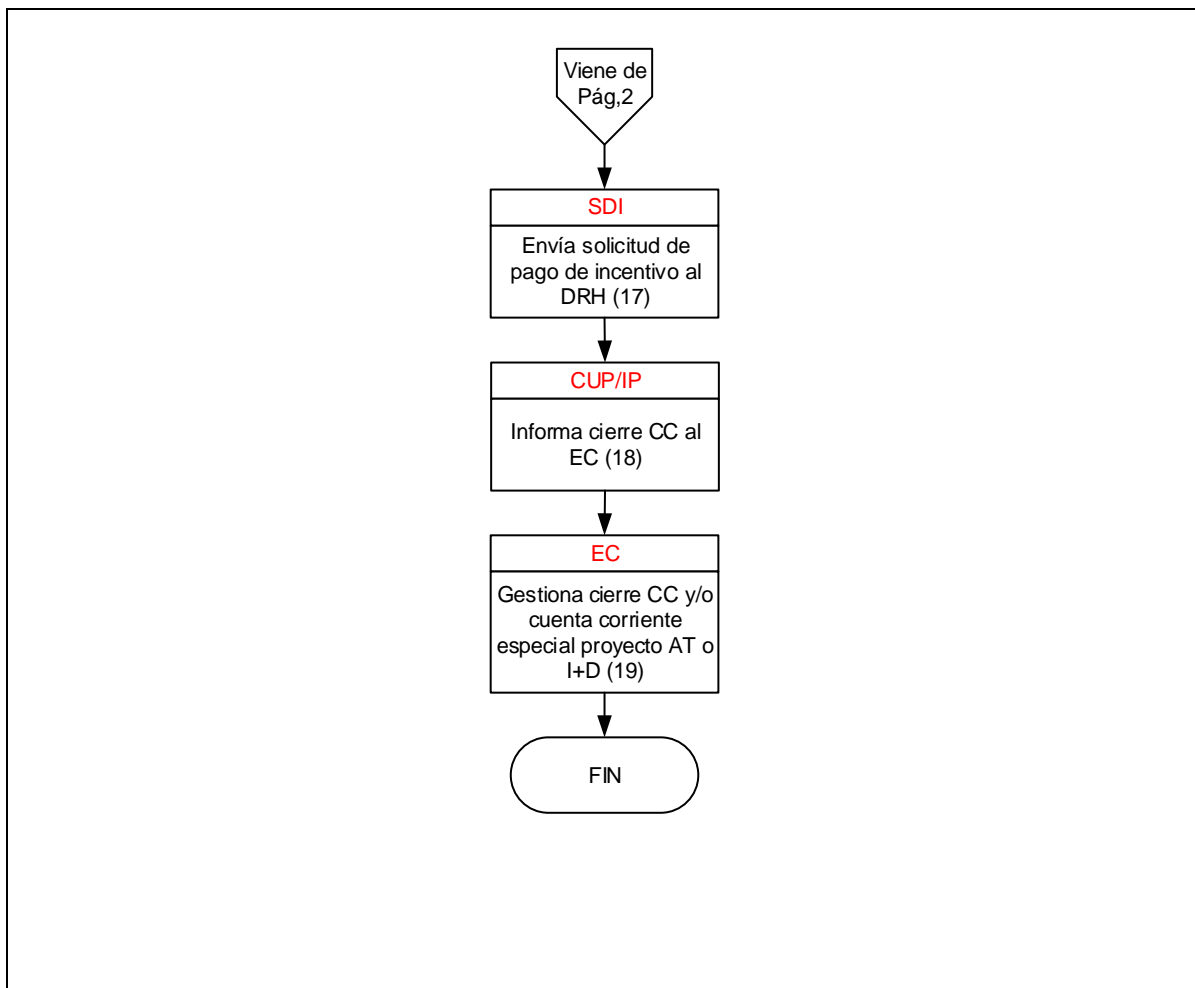 Viene de
Pág,2
SDI
Envía solicitud de
pago de incentivo al
DRH (17)
CUP/IP
Informa cierre CC al
EC (18)
EC
Gestiona cierre CC y/o
cuenta corriente
especial proyecto AT o
I+D (19)
FIN